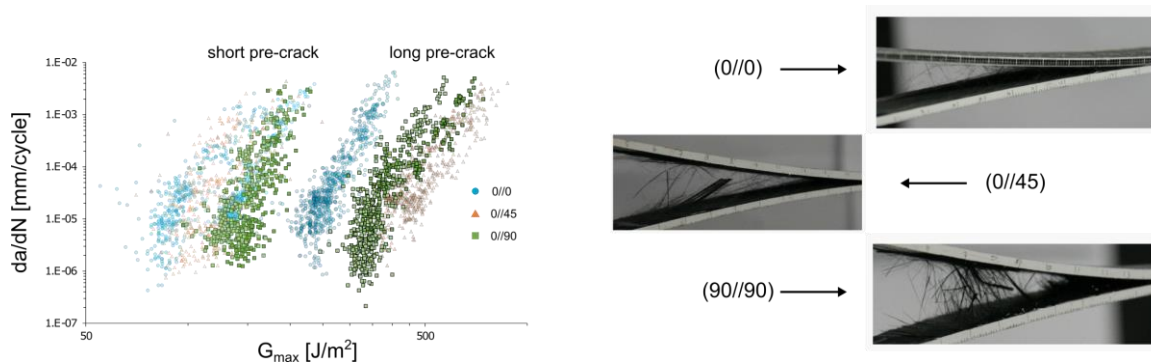 short pre-crack long pre-crack
1.E-02
1.E-03
1.E-04
1.E-05
1.E-06
1.E-07
da/dN [mm/cycle]
50 500
Gmax [J/m²]
0//0
0//45
0//90
(0//0)
(0//45)
(90//90)